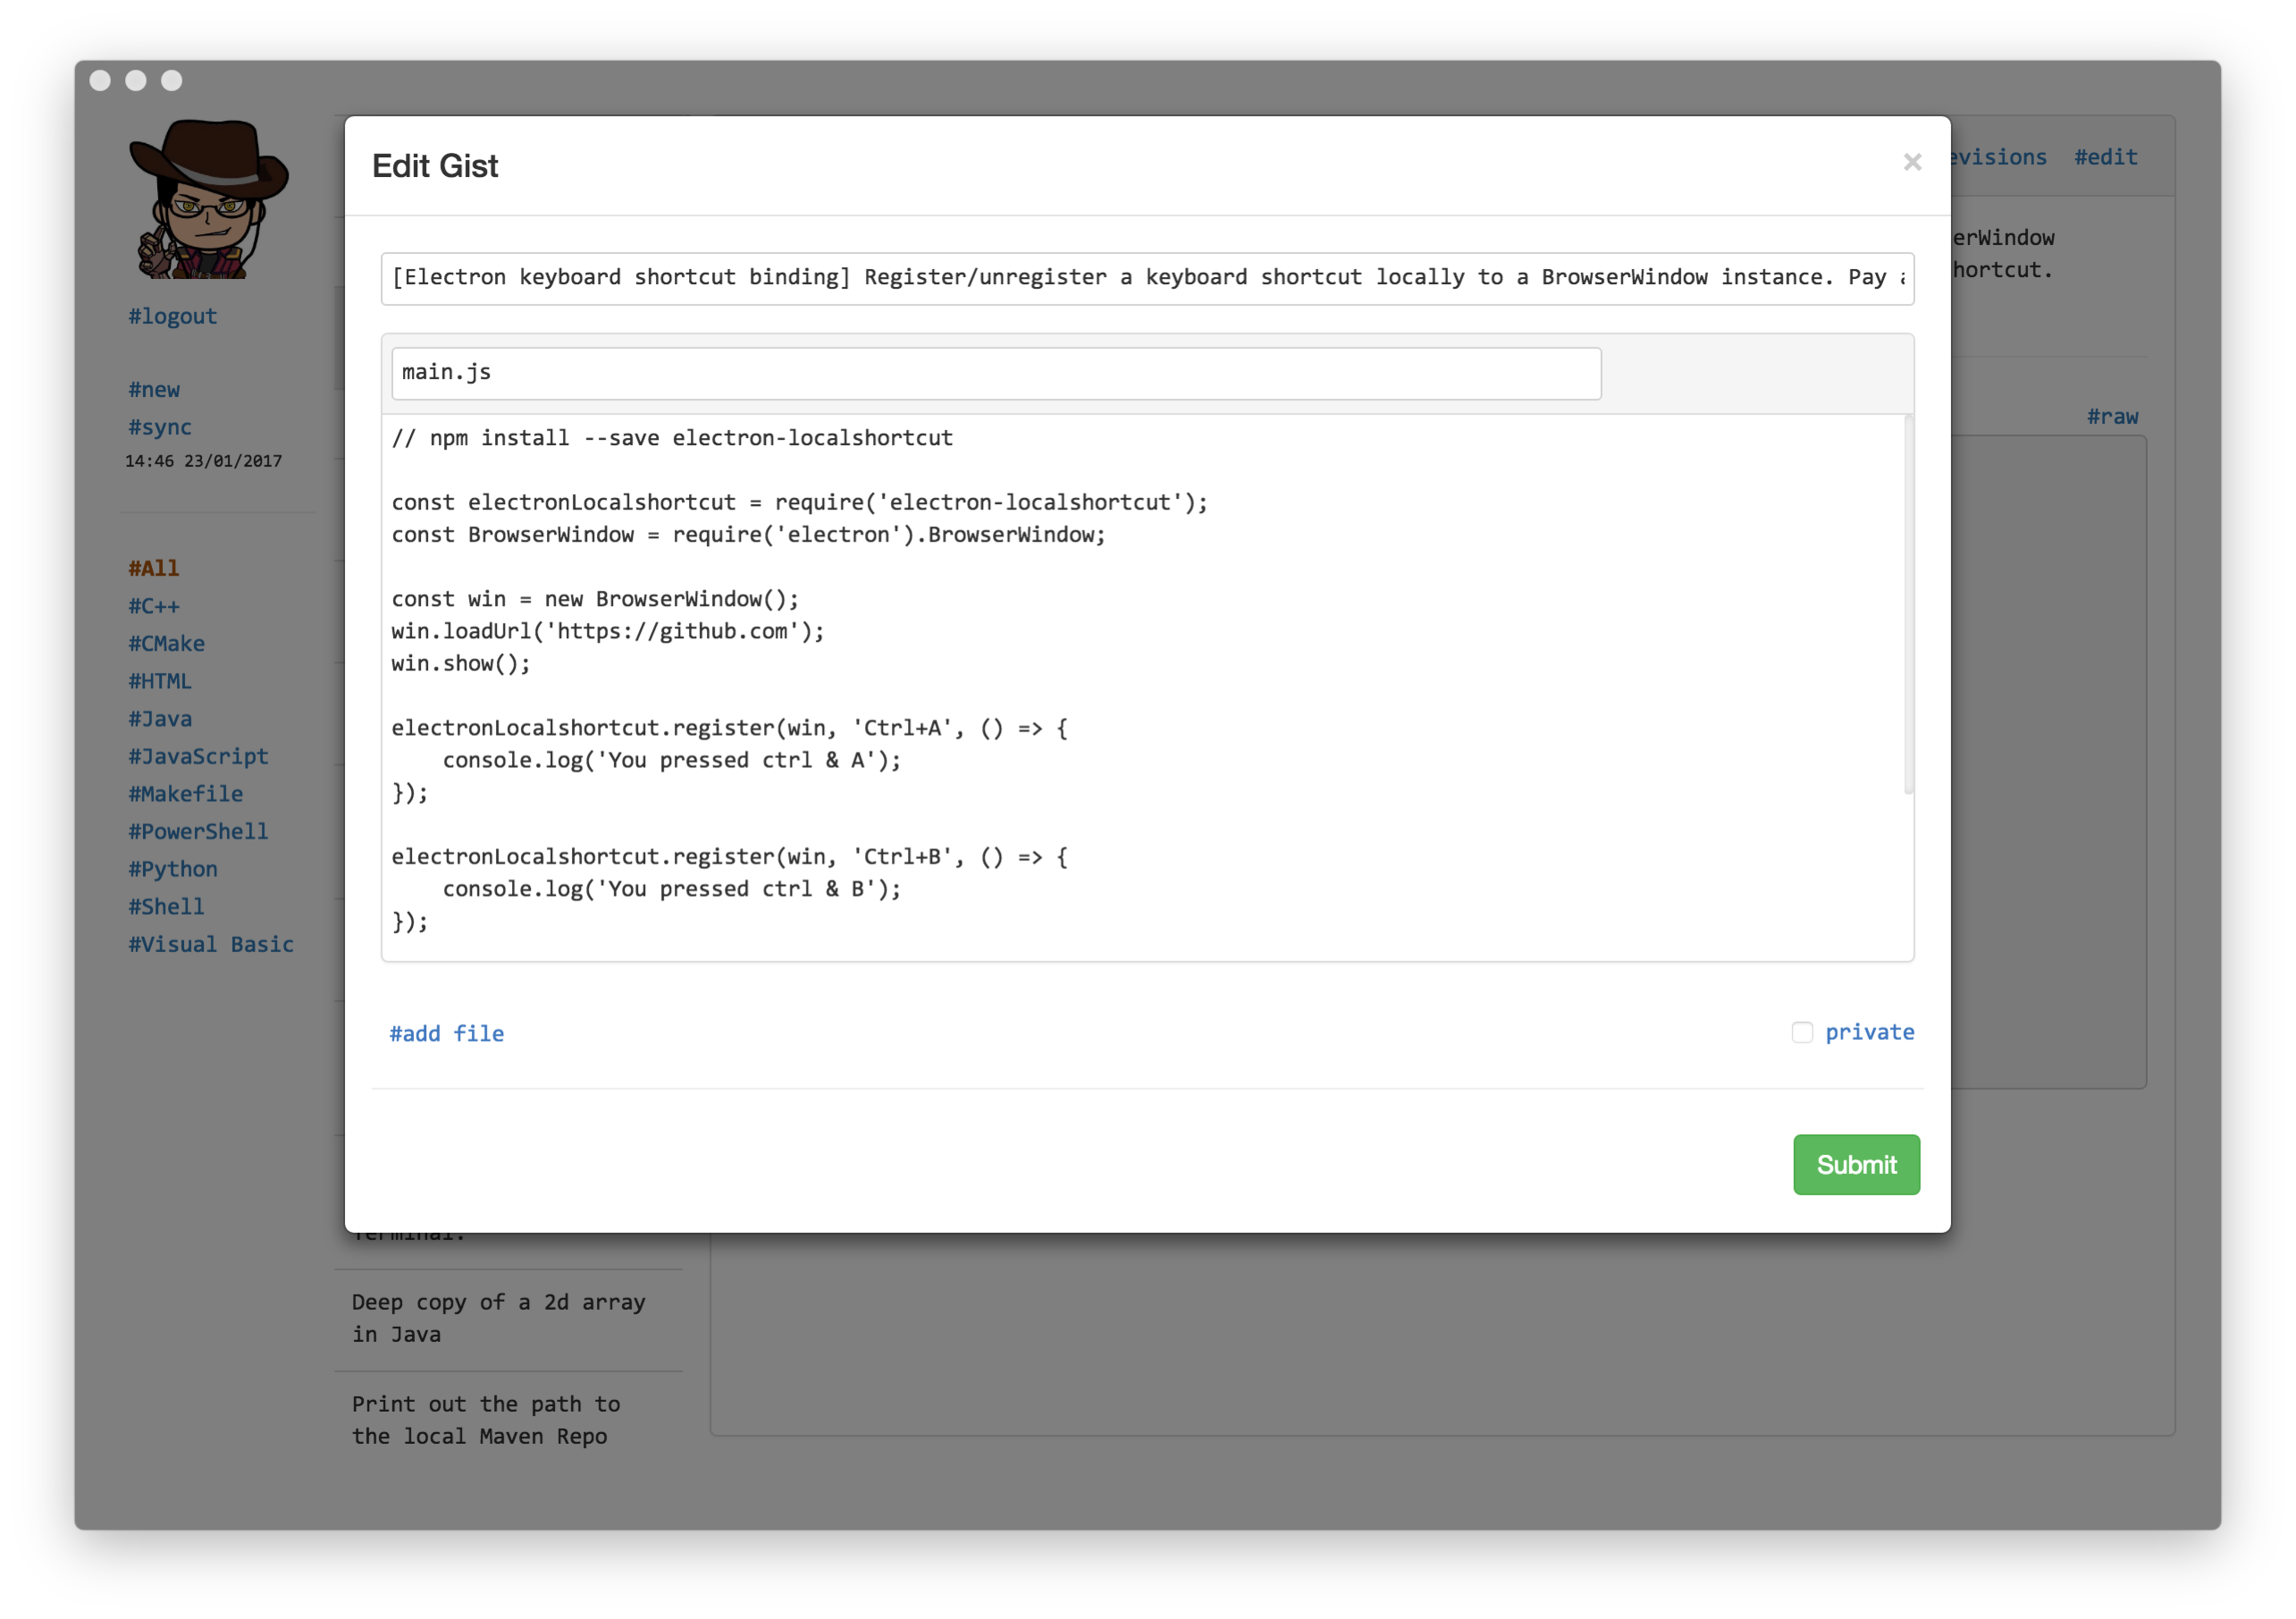 #logout
#new
#sync
14:46 23/01/2017
#All
#C++
#CMake
#HTML
#Java
#JavaScript
#Makefile
#PowerShell
#Python
#Shell
#Visual Basic
Edit Gist
×
[Electron keyboard shortcut binding] Register/unregister a keyboard shortcut locally to a BrowserWindow instance. Pay
main.js
// npm install --save electron-localshortcut
const electronLocalshortcut = require('electron-localshortcut');
const BrowserWindow = require('electron').BrowserWindow;
const win = new BrowserWindow();
win.loadUrl('https://github.com');
win.show();
electronLocalshortcut.register(win, 'Ctrl+A', () => {
    console.log('You pressed ctrl & A');
});
electronLocalshortcut.register(win, 'Ctrl+B', () => {
    console.log('You pressed ctrl & B');
});
#add file
private
Submit
evisions #edit
erWindow
hortcut.
#raw
Terminal.
Deep copy of a 2d array
in Java
Print out the path to
the local Maven Repo